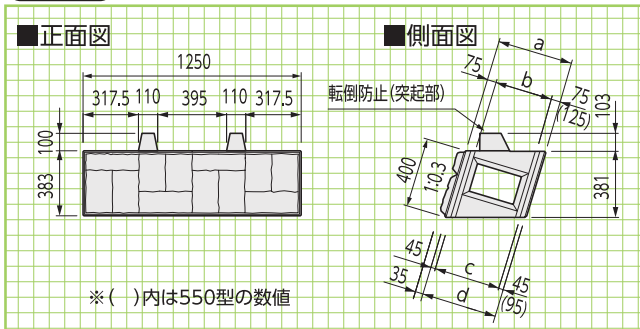 ■正面図
1250
317.5 110 395 110 317.5
100
383
※( )内は550型の数値
■側面図
a
75 b 75
(125)
転倒防止(突起部)
103
400
1:0.3
381
45 c 45
(95)
35 d